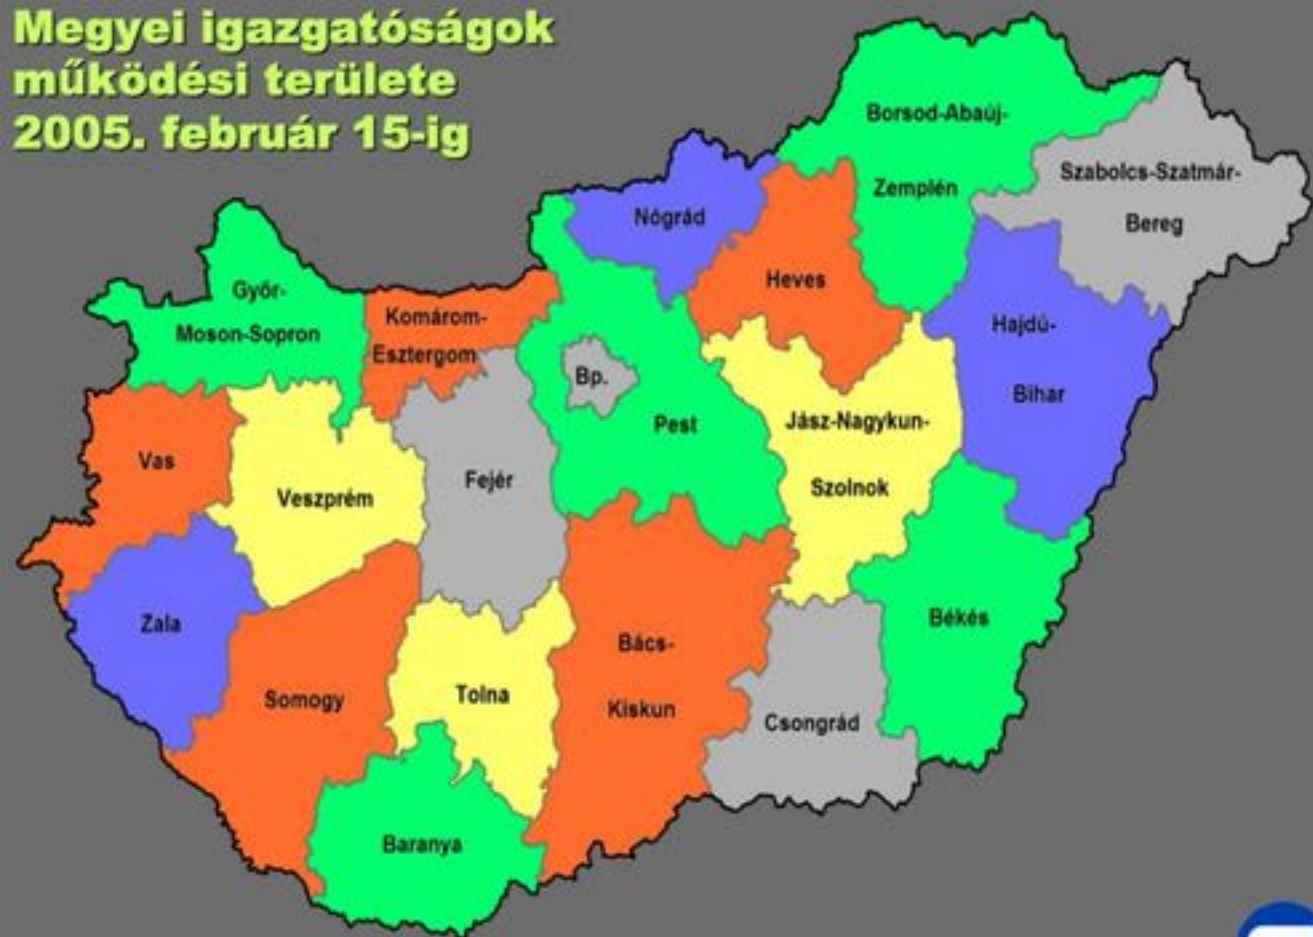 Megyei igazgatóságok
működési területe
2005. február 15-ig
Borsod-Abaúj-
Zemplén
Szabolcs-Szatmár-
Bereg
Nógrád
Heves
Győr-
Moson-Sopron
Komárom-
Esztergom
Hajdú-
Bihar
Bp.
Pest
Jász-Nagykun-
Szolnok
Vas
Veszprém
Fejér
Zala
Somogy
Tolna
Bács-
Kiskun
Békés
Csongrád
Baranya